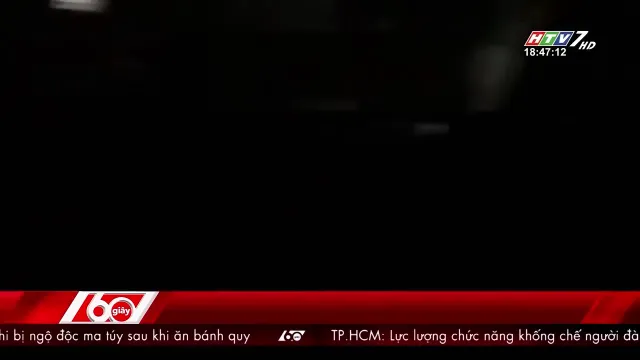 HTV7 HD
18:47:12
60 giây
hi bị ngộ độc ma túy sau khi ăn bánh quy 60 TP.HCM: Lực lượng chức năng khống chế người đà